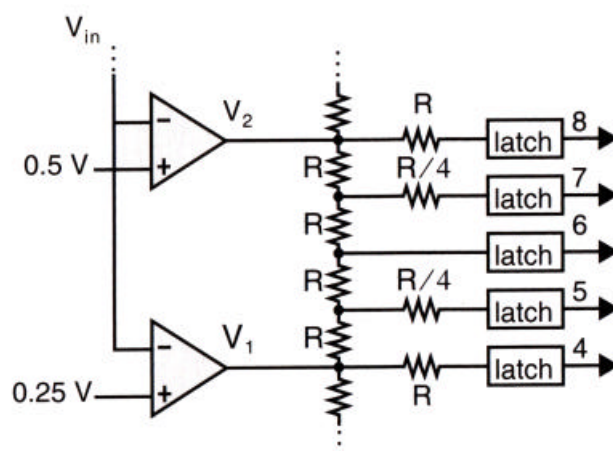 V_in
R
8
V_2
latch
0.5 V
R
R/4
7
latch
R
6
latch
R
R/4
5
latch
V_1
R
4
latch
0.25 V
R